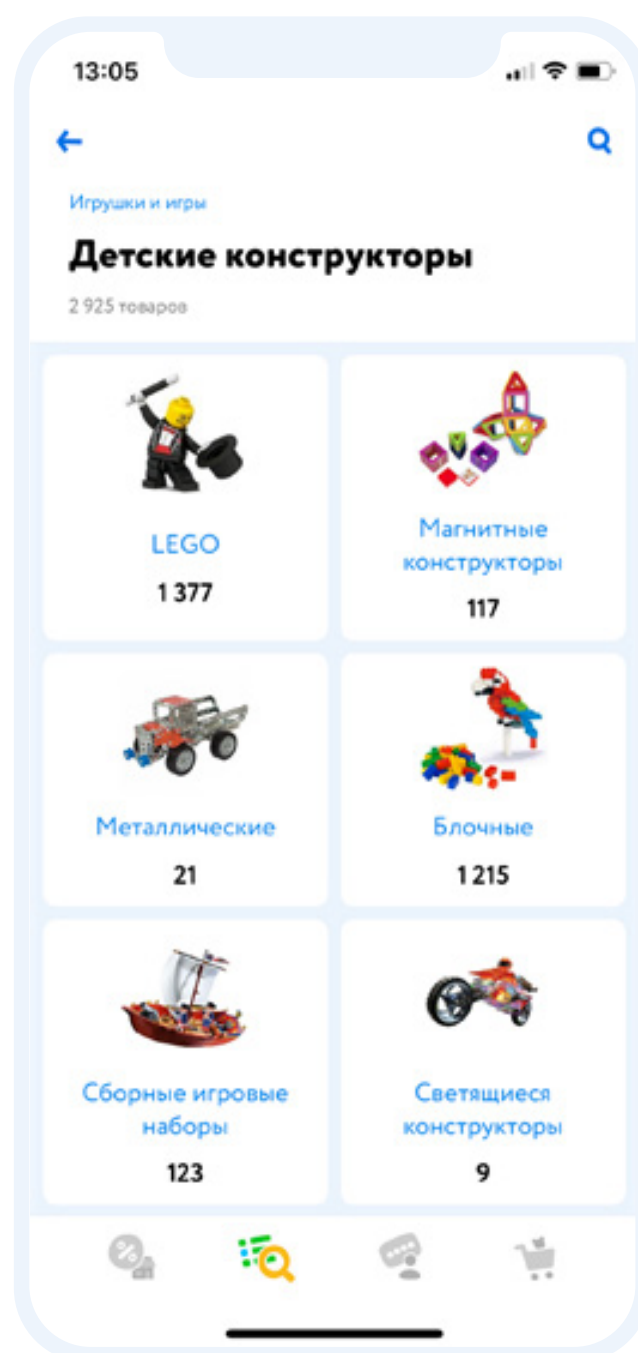 13:05
Игрушки и игры
Детские конструкторы
2 925 товаров
LEGO
1 377
Магнитные
конструкторы
117
Металлические
21
Блочные
1 215
Сборные игровые
наборы
123
Светящиеся
конструкторы
9